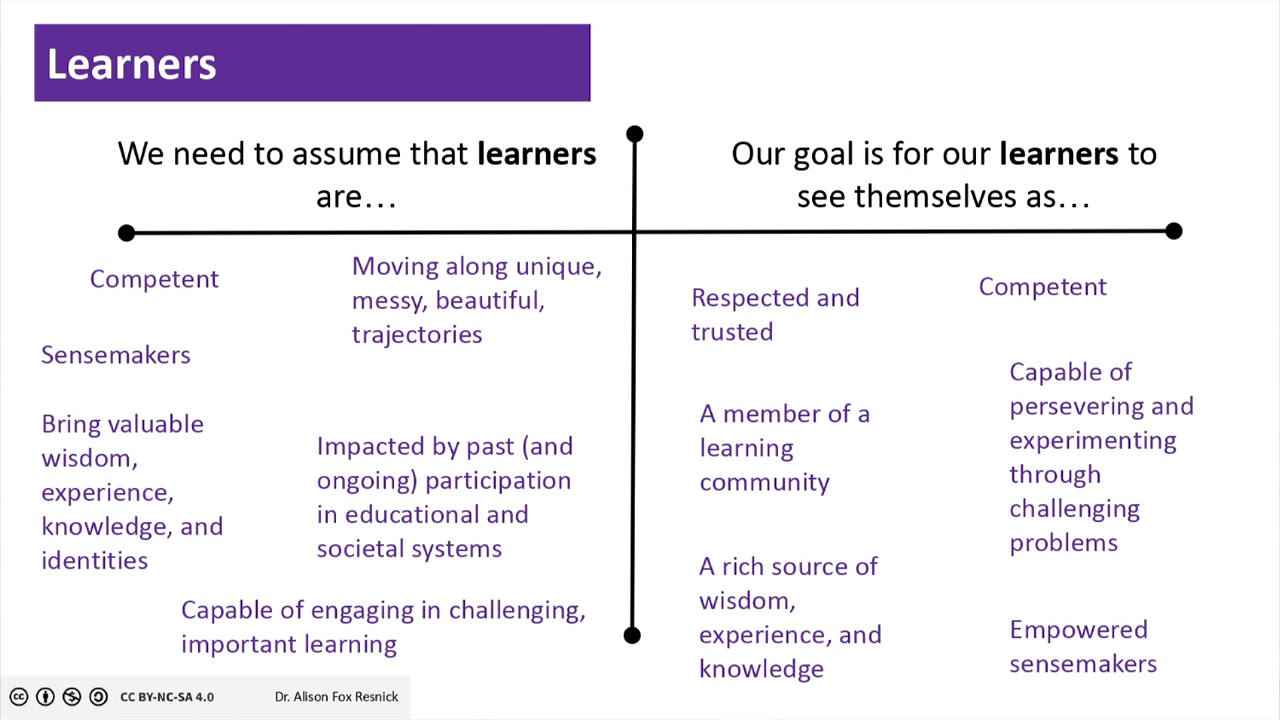 Learners
We need to assume that learners
are…
Competent
Moving along unique,
messy, beautiful,
trajectories
Sensemakers
Bring valuable
wisdom,
experience,
knowledge, and
identities
Impacted by past (and
ongoing) participation
in educational and
societal systems
Capable of engaging in challenging,
important learning
Our goal is for our learners to
see themselves as…
Respected and
trusted
Competent
A member of a
learning
community
Capable of
persevering and
experimenting
through
challenging
problems
A rich source of
wisdom,
experience, and
knowledge
Empowered
sensemakers
cc CC BY-NC-SA 4.0
Dr. Alison Fox Resnick